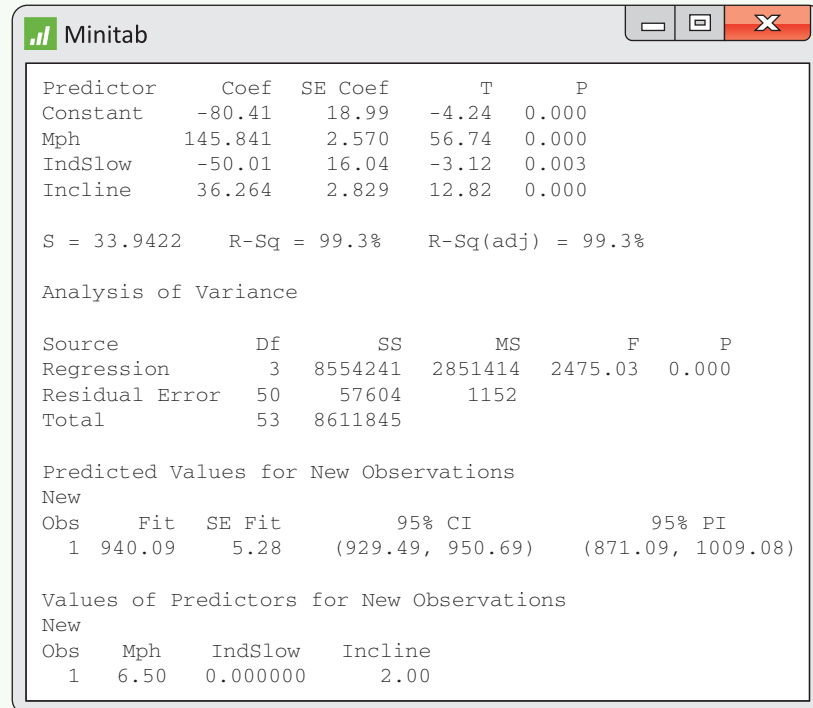 Minitab
Predictor Coef SE Coef T P
Constant -80.41 18.99 -4.24 0.000
Mph 145.841 2.570 56.74 0.000
IndSlow -50.01 16.04 -3.12 0.003
Incline 36.264 2.829 12.82 0.000
S = 33.9422 R-Sq = 99.3% R-Sq(adj) = 99.3%
Analysis of Variance
Source Df SS MS F P
Regression 3 8554241 2851414 2475.03 0.000
Residual Error 50 57604 1152
Total 53 8611845
Predicted Values for New Observations
New
Obs Fit SE Fit 95% CI 95% PI
1 940.09 5.28 (929.49, 950.69) (871.09, 1009.08)
Values of Predictors for New Observations
New
Obs Mph IndSlow Incline
1 6.50 0.000000 2.00